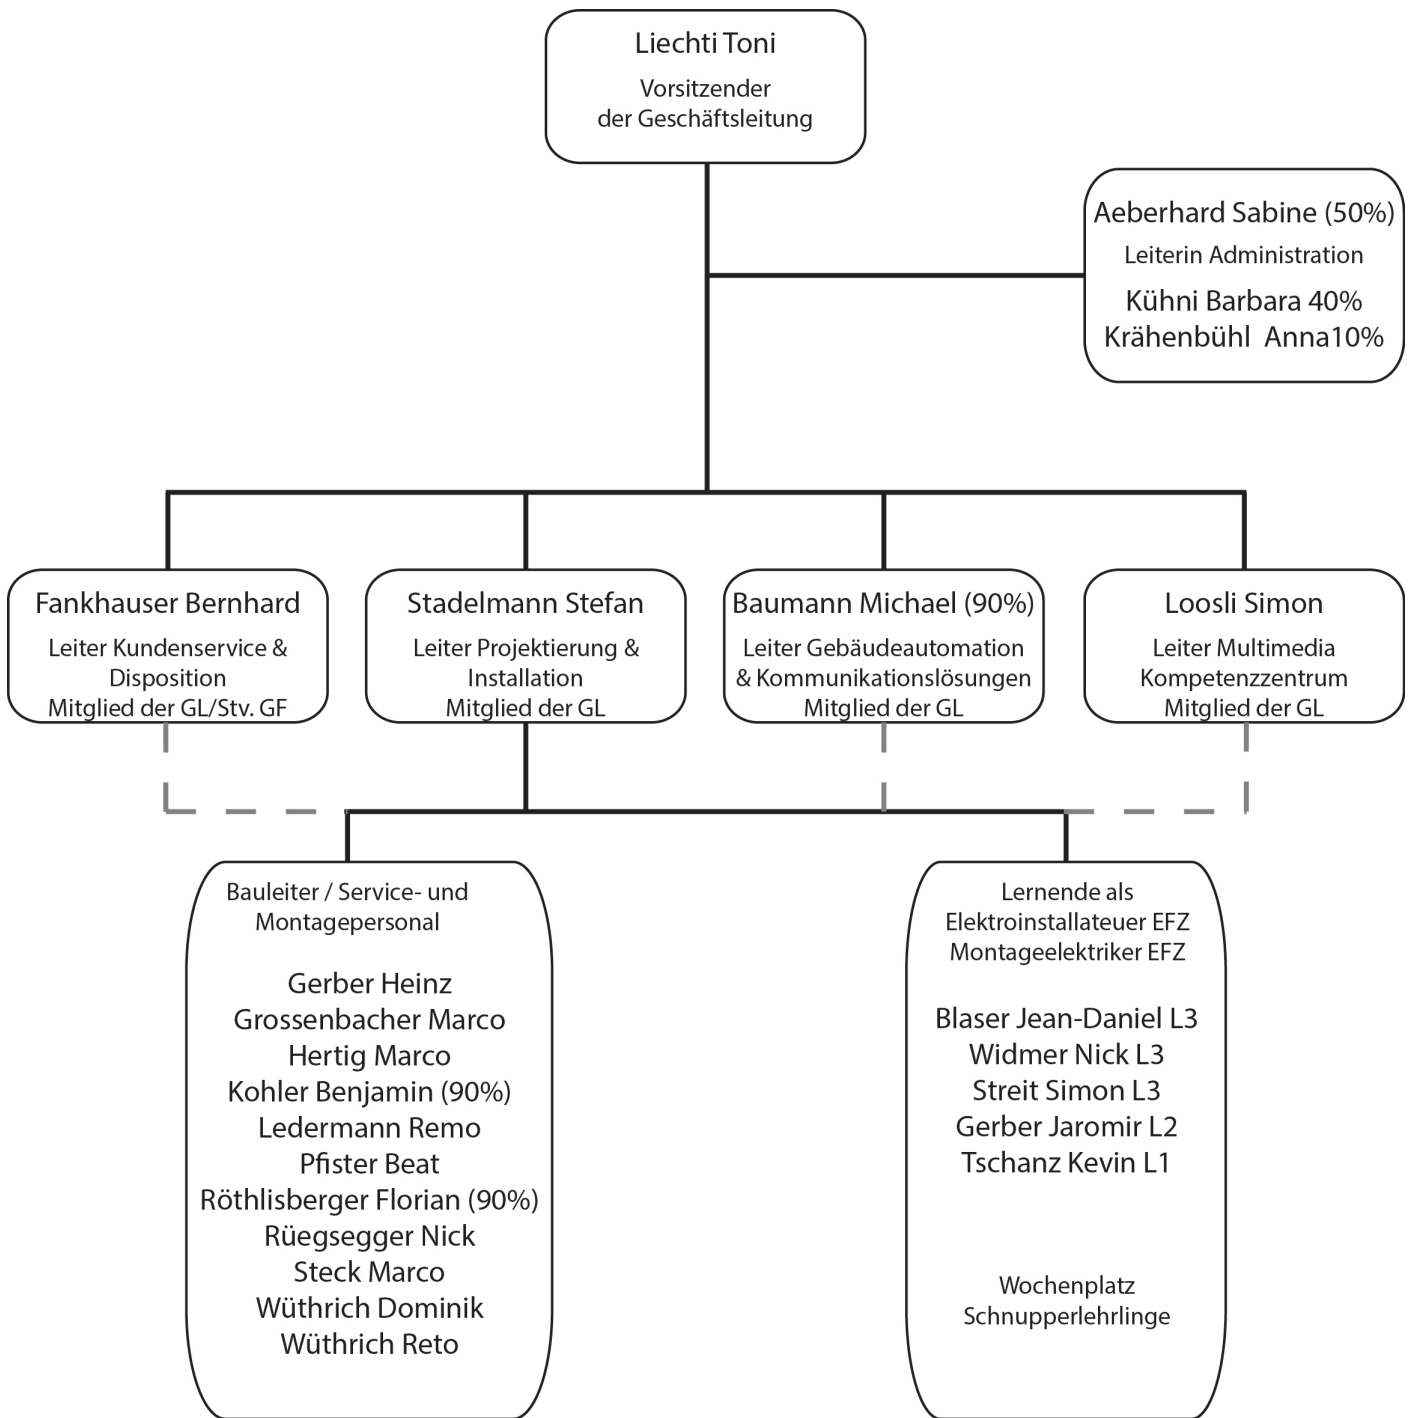 Liechti Toni
Vorsitzender
der Geschäftsleitung
Aeberhard Sabine (50%)
Leiterin Administration
Kühni Barbara 40%
Krähenbühl Anna10%
Fankhauser Bernhard
Leiter Kundenservice &
Disposition
Mitglied der GL/Stv. GF
Stadelmann Stefan
Leiter Projektierung &
Installation
Mitglied der GL
Baumann Michael (90%)
Leiter Gebäudeautomation
& Kommunikationslösungen
Mitglied der GL
Loosli Simon
Leiter Multimedia
Kompetenzzentrum
Mitglied der GL
Bauleiter / Service- und
Montagepersonal
Gerber Heinz
Grossenbacher Marco
Hertig Marco
Kohler Benjamin (90%)
Ledermann Remo
Pfister Beat
Röthlisberger Florian (90%)
Rüegsegger Nick
Steck Marco
Wüthrich Dominik
Wüthrich Reto
Lernende als
Elektroinstallateuer EFZ
Montageelektriker EFZ
Blaser Jean-Daniel L3
Widmer Nick L3
Streit Simon L3
Gerber Jaromir L2
Tschanz Kevin L1
Wochenplatz
Schnupperlehrlinge